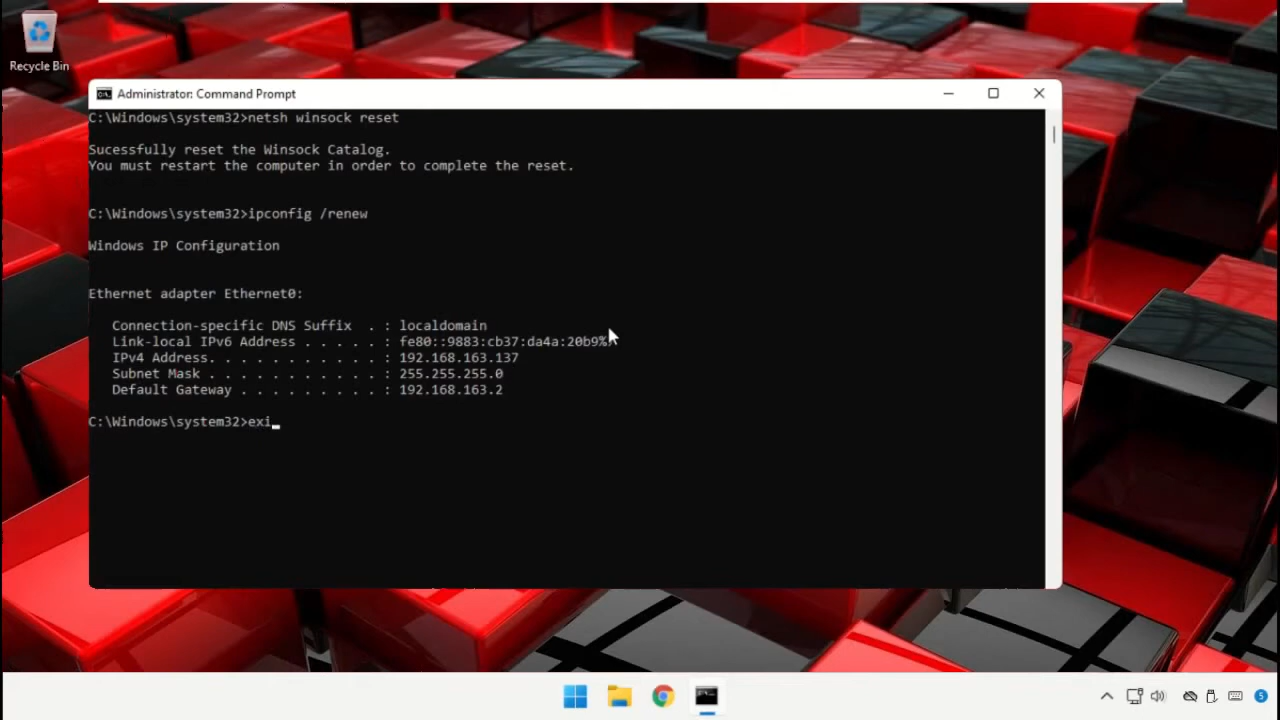 Recycle Bin
Administrator: Command Prompt
C:\Windows\system32>netsh winsock reset
Sucessfully reset the Winsock Catalog.
You must restart the computer in order to complete the reset.
C:\Windows\system32>ipconfig /renew
Windows IP Configuration
Ethernet adapter Ethernet0:
Connection-specific DNS Suffix . : localdomain
Link-local IPv6 Address . . . . . : fe80::9883:cb37:da4a:20b9%
IPv4 Address. . . . . . . . . . . : 192.168.163.137
Subnet Mask . . . . . . . . . . . : 255.255.255.0
Default Gateway . . . . . . . . . : 192.168.163.2
C:\Windows\system32>exi
5